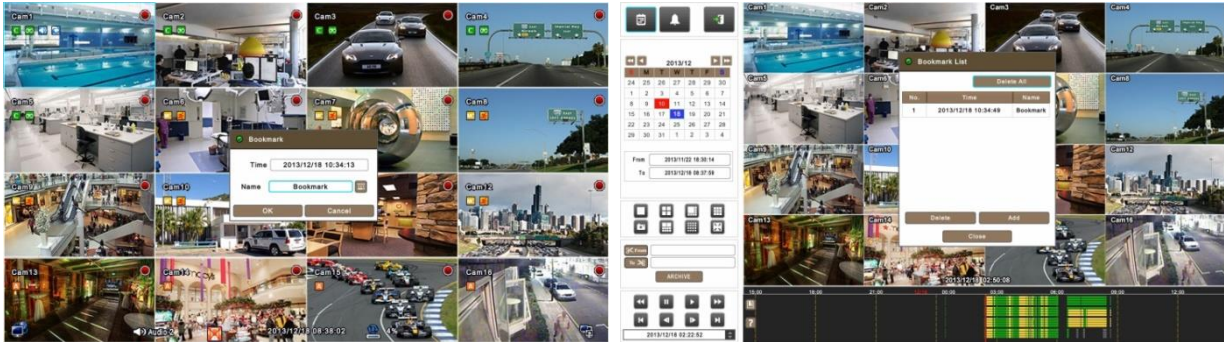 Cam1
Cam2
Cam3
Cam4
Cam5
Cam6
Cam7
Cam8
Bookmark
Time 2013/12/18 10:34:13
Name Bookmark
OK Cancel
Cam9
Cam10
Cam12
Cam13
Cam14
Cam15
Cam16
Audio 2
2013/12/18 08:38:02
4%
2013/12
S M T W T F S
24 25 26 27 28 29 30
1 2 3 4 5 6 7
8 9 10 11 12 13 14
15 16 17 18 19 20 21
22 23 24 25 26 27 28
29 30 31 1 2 3 4
From 2013/11/22 18:30:14
To 2013/12/18 08:37:58
From
To
ARCHIVE
2013/12/18 02:22:52
Cam1
Cam2
Cam3
Cam4
Bookmark List
Delete All
No. Time Name
1 2013/12/18 10:34:49 Bookmark
Delete Add
Close
Cam5
Cam6
Cam8
Cam9
Cam10
Cam12
Cam13
Cam14
Cam16
2013/12/18 02:50:08
18:00 21:00 03:00 06:00 09:00 12:00